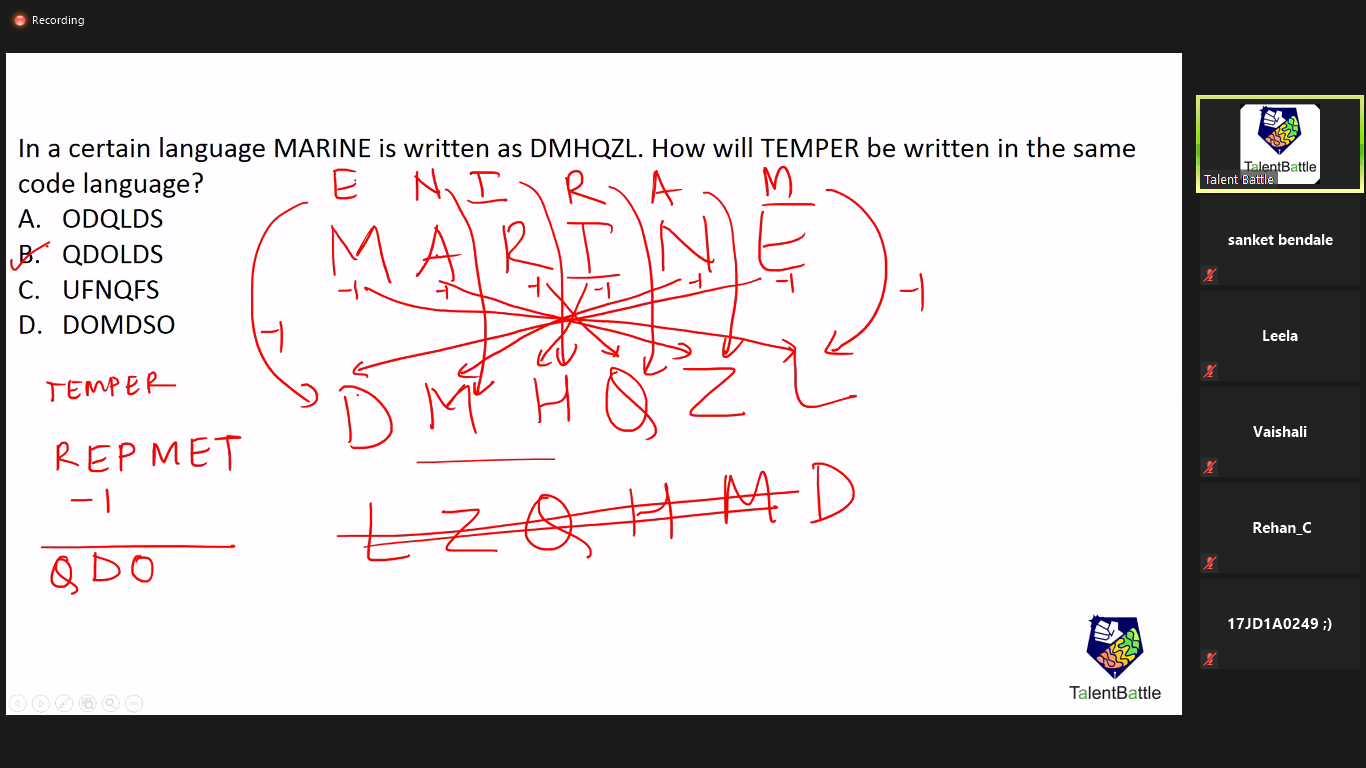 Recording
In a certain language MARINE is written as DMHQZL. How will TEMPER be written in the same
code language?
A. ODQLDS
B. QDOLDS
C. UFNQFS
D. DOMDSO
E N I R A M
M A R I N E
-1 -1 -1 -1 -1 -1
-1
-1
D M H Q Z L
L Z Q H M D
TEMPER
REPMET
-1
QDO
TalentBattle
TalentBattle
Talent Battle
sanket bendale
Leela
Vaishali
Rehan_C
17JD1A0249 ;)